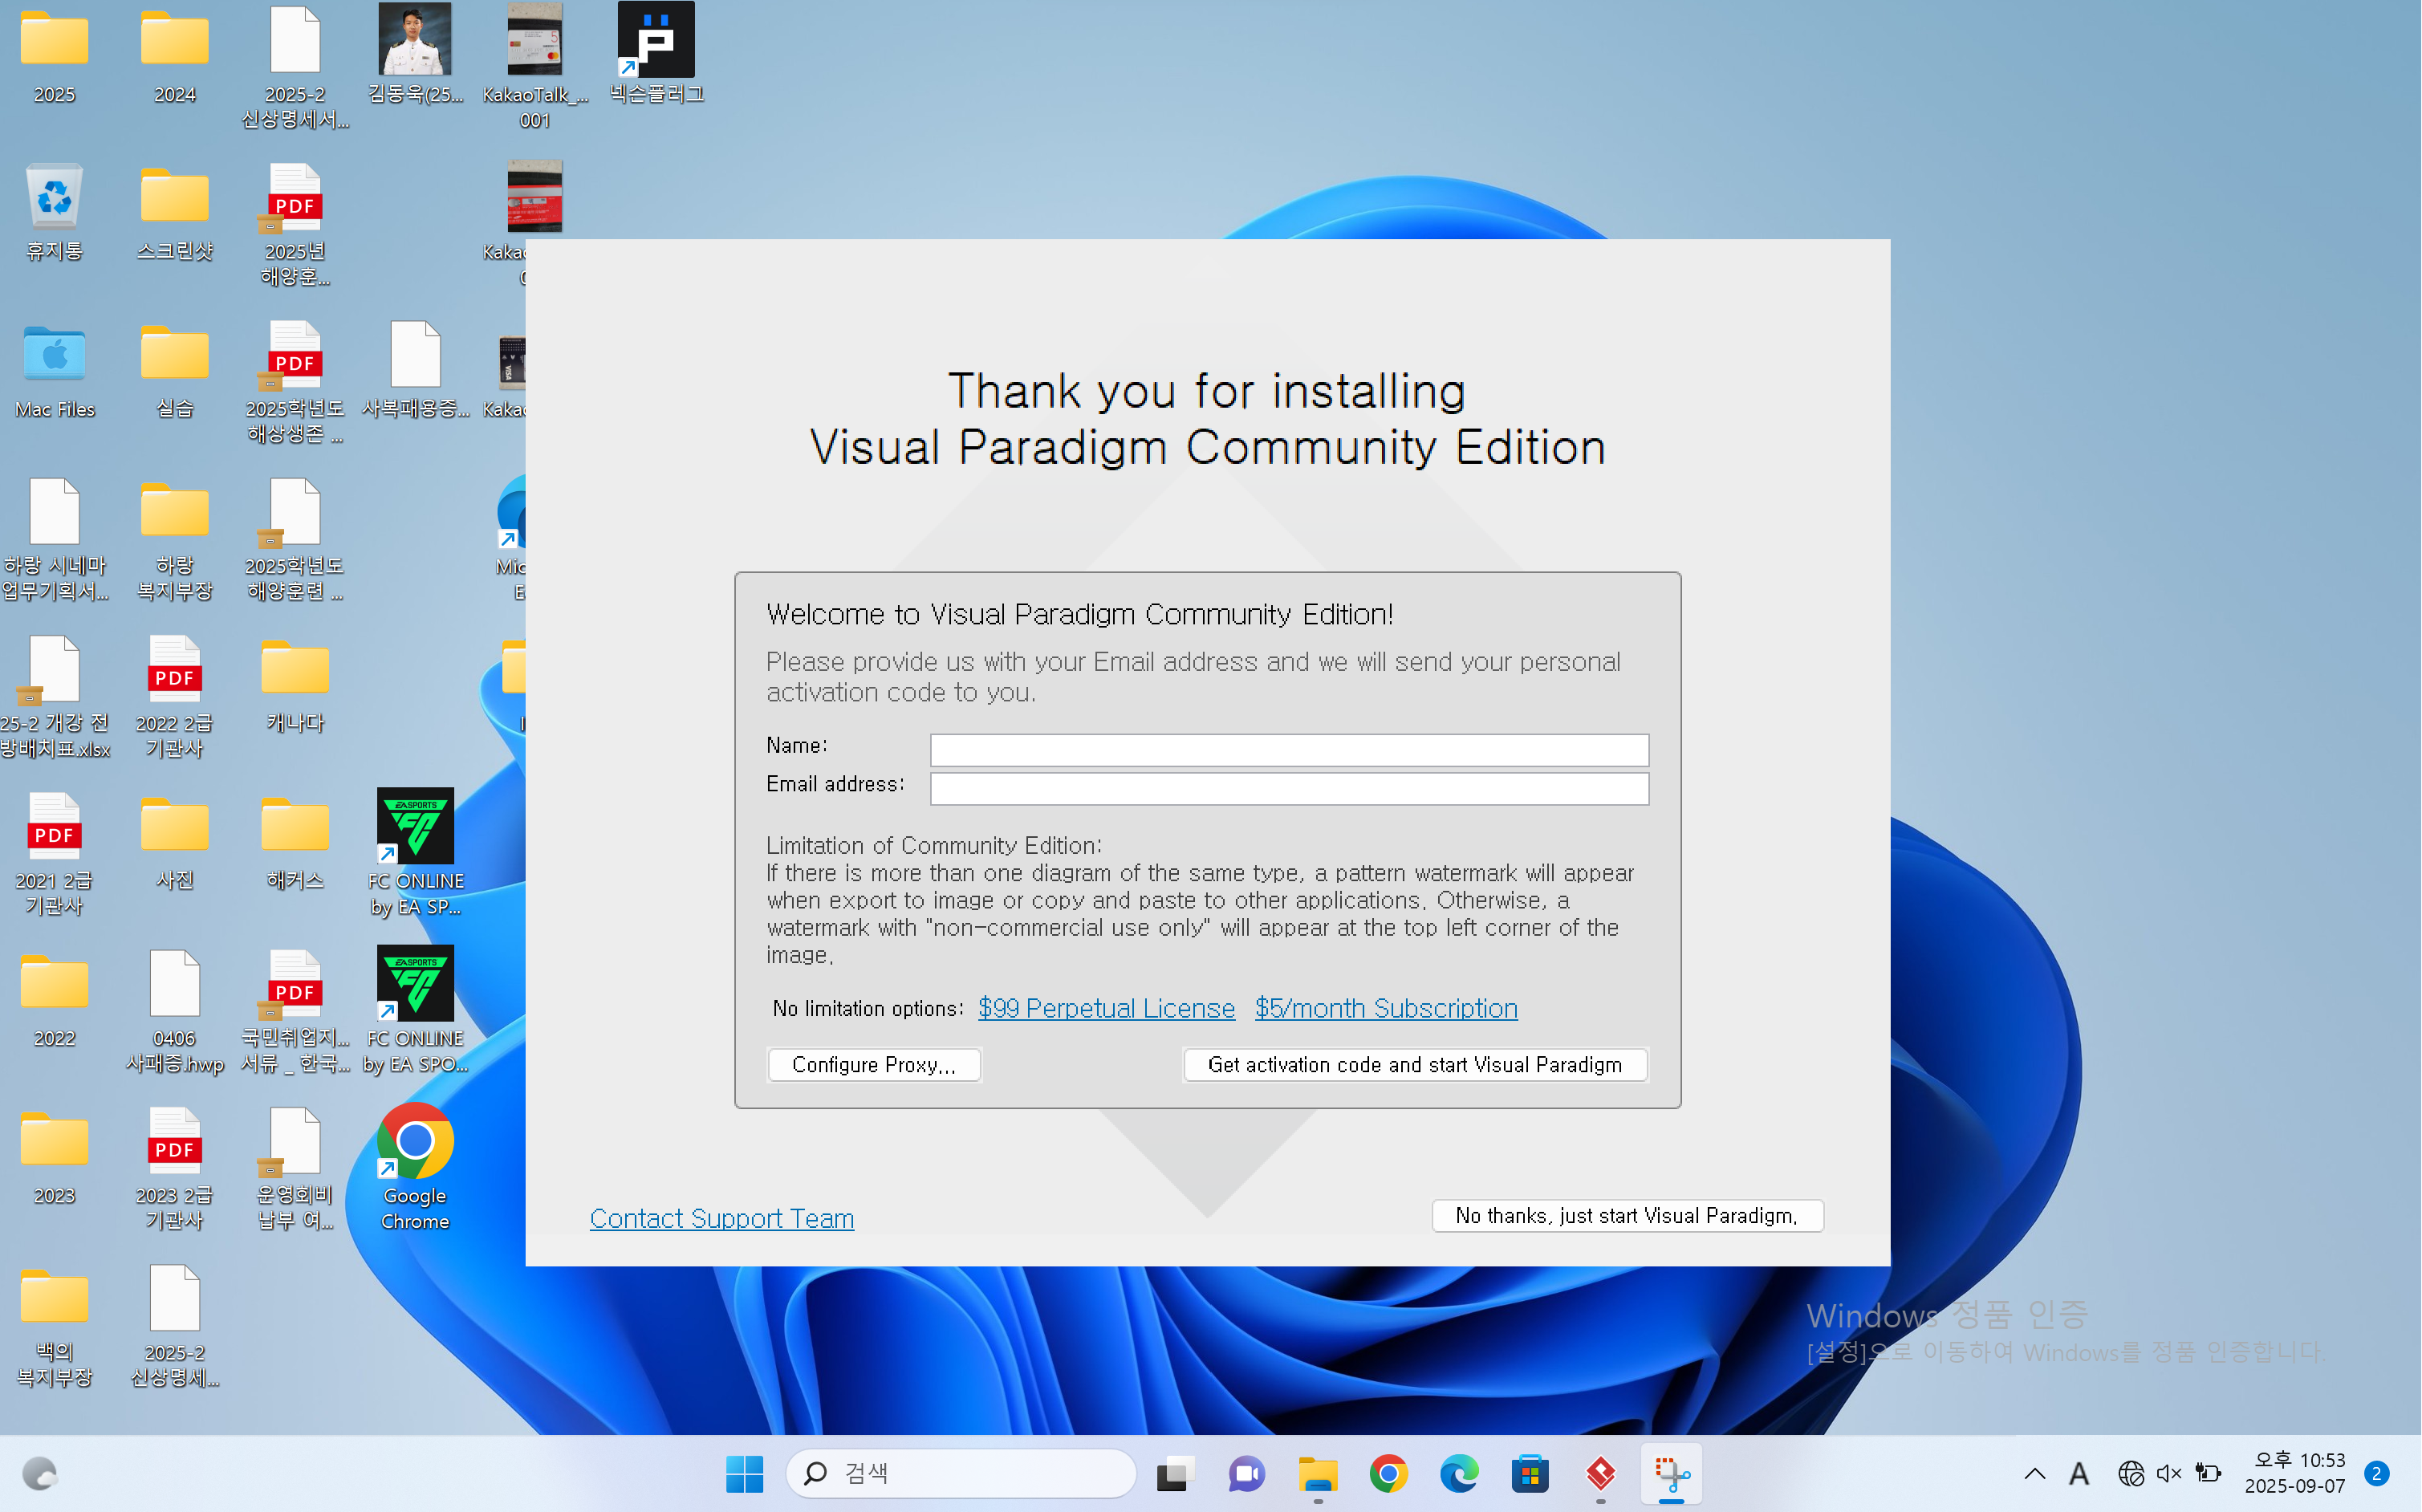 2025
2024
2025-2
신상명세서...
김동욱(25...
KakaoTalk_...
001
넥슨플러그
휴지통
스크린샷
PDF
2025년
해양훈...
Kakao
Mac Files
실습
PDF
2025학년도
해상생존 ...
사복패용증...
VISA
Kakao
하랑 시네마
업무기획서...
하랑
복지부장
2025학년도
해양훈련 ...
Mic
E
25-2 개강 전
방배치표.xlsx
PDF
2022 2급
기관사
캐나다
PDF
2021 2급
기관사
사진
해커스
EA SPORTS
FC
FC ONLINE
by EA SP...
2022
0406
사패증.hwp
PDF
국민취업지...
서류 _ 한국...
EA SPORTS
FC
FC ONLINE
by EA SPO...
2023
PDF
2023 2급
기관사
운영회비
납부 여...
Google
Chrome
백의
복지부장
2025-2
신상명세...
Thank you for installing
Visual Paradigm Community Edition
Welcome to Visual Paradigm Community Edition!
Please provide us with your Email address and we will send your personal
activation code to you.
Name:
Email address:
Limitation of Community Edition:
If there is more than one diagram of the same type, a pattern watermark will appear
when export to image or copy and paste to other applications. Otherwise, a
watermark with "non-commercial use only" will appear at the top left corner of the
image.
No limitation options: $99 Perpetual License $5/month Subscription
Configure Proxy...
Get activation code and start Visual Paradigm
Contact Support Team
No thanks, just start Visual Paradigm.
Windows 정품 인증
[설정]으로 이동하여 Windows를 정품 인증합니다.
검색
A
오후 10:53
2025-09-07
2